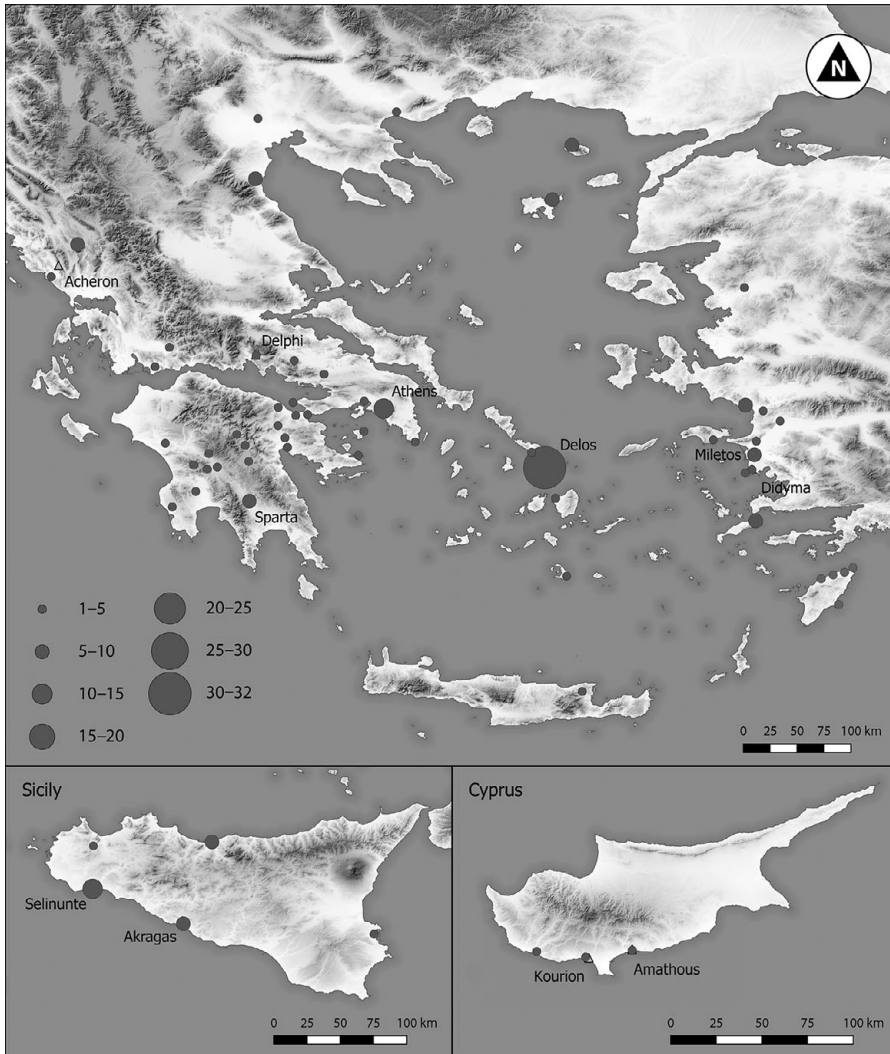 N
Acheron
Delphi
Athens
Delos
Miletos
Didyma
Sparta
1–5
20–25
5–10
25–30
10–15
30–32
15–20
0 25 50 75 100 km
Sicily
Selinunte
Akragas
0 25 50 75 100 km
Cyprus
Kourion
Amathous
0 25 50 75 100 km